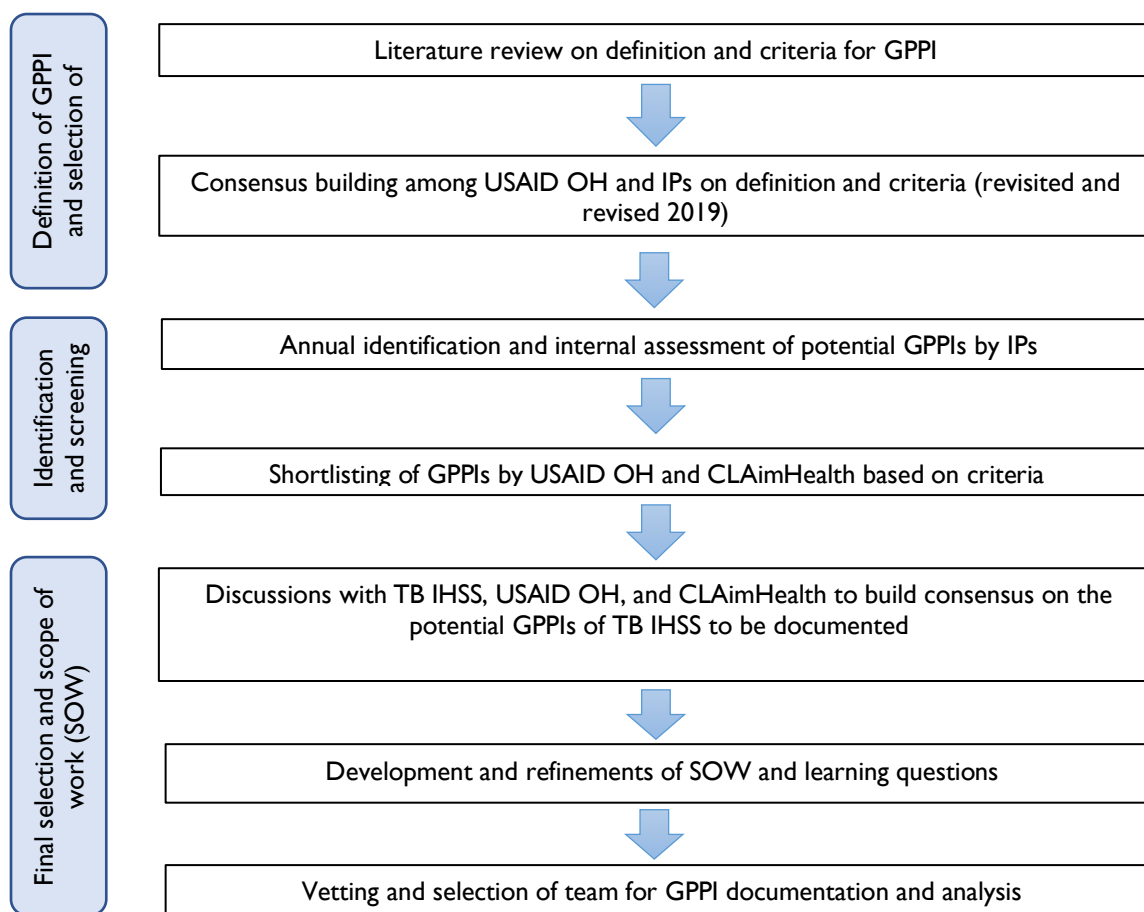 Definition of GPPI
and selection of
Literature review on definition and criteria for GPPI
Consensus building among USAID OH and IPs on definition and criteria (revisited and
revised 2019)
Identification
and screening
Annual identification and internal assessment of potential GPPIs by IPs
Shortlisting of GPPIs by USAID OH and CLAimHealth based on criteria
Final selection and scope of
work (SOW)
Discussions with TB IHSS, USAID OH, and CLAimHealth to build consensus on the
potential GPPIs of TB IHSS to be documented
Development and refinements of SOW and learning questions
Vetting and selection of team for GPPI documentation and analysis